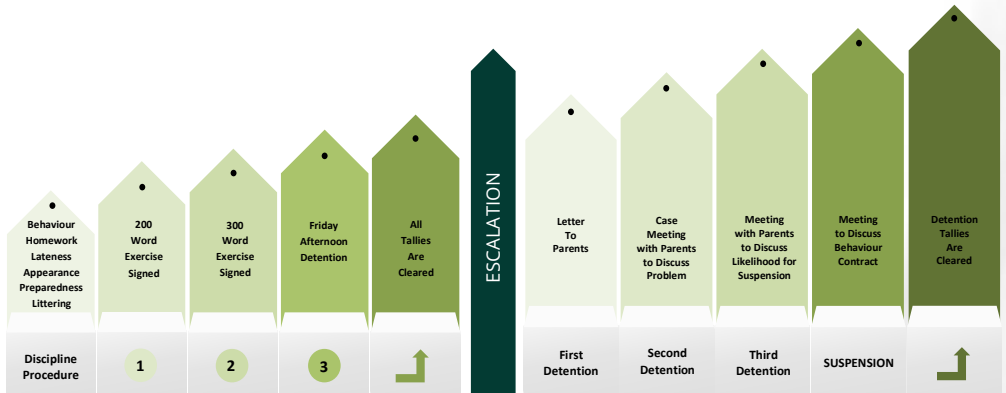 Behaviour
Homework
Lateness
Appearance
Preparedness
Littering
Discipline
Procedure
200
Word
Exercise
Signed
1
300
Word
Exercise
Signed
2
Friday
Afternoon
Detention
3
All
Tallies
Are
Cleared
ESCALATION
Letter
To
Parents
First
Detention
Case
Meeting
with Parents
to Discuss
Problem
Second
Detention
Meeting
with Parents
to Discuss
Likelihood for
Suspension
Third
Detention
Meeting
to Discuss
Behaviour
Contract
SUSPENSION
Detention
Tallies
Are
Cleared